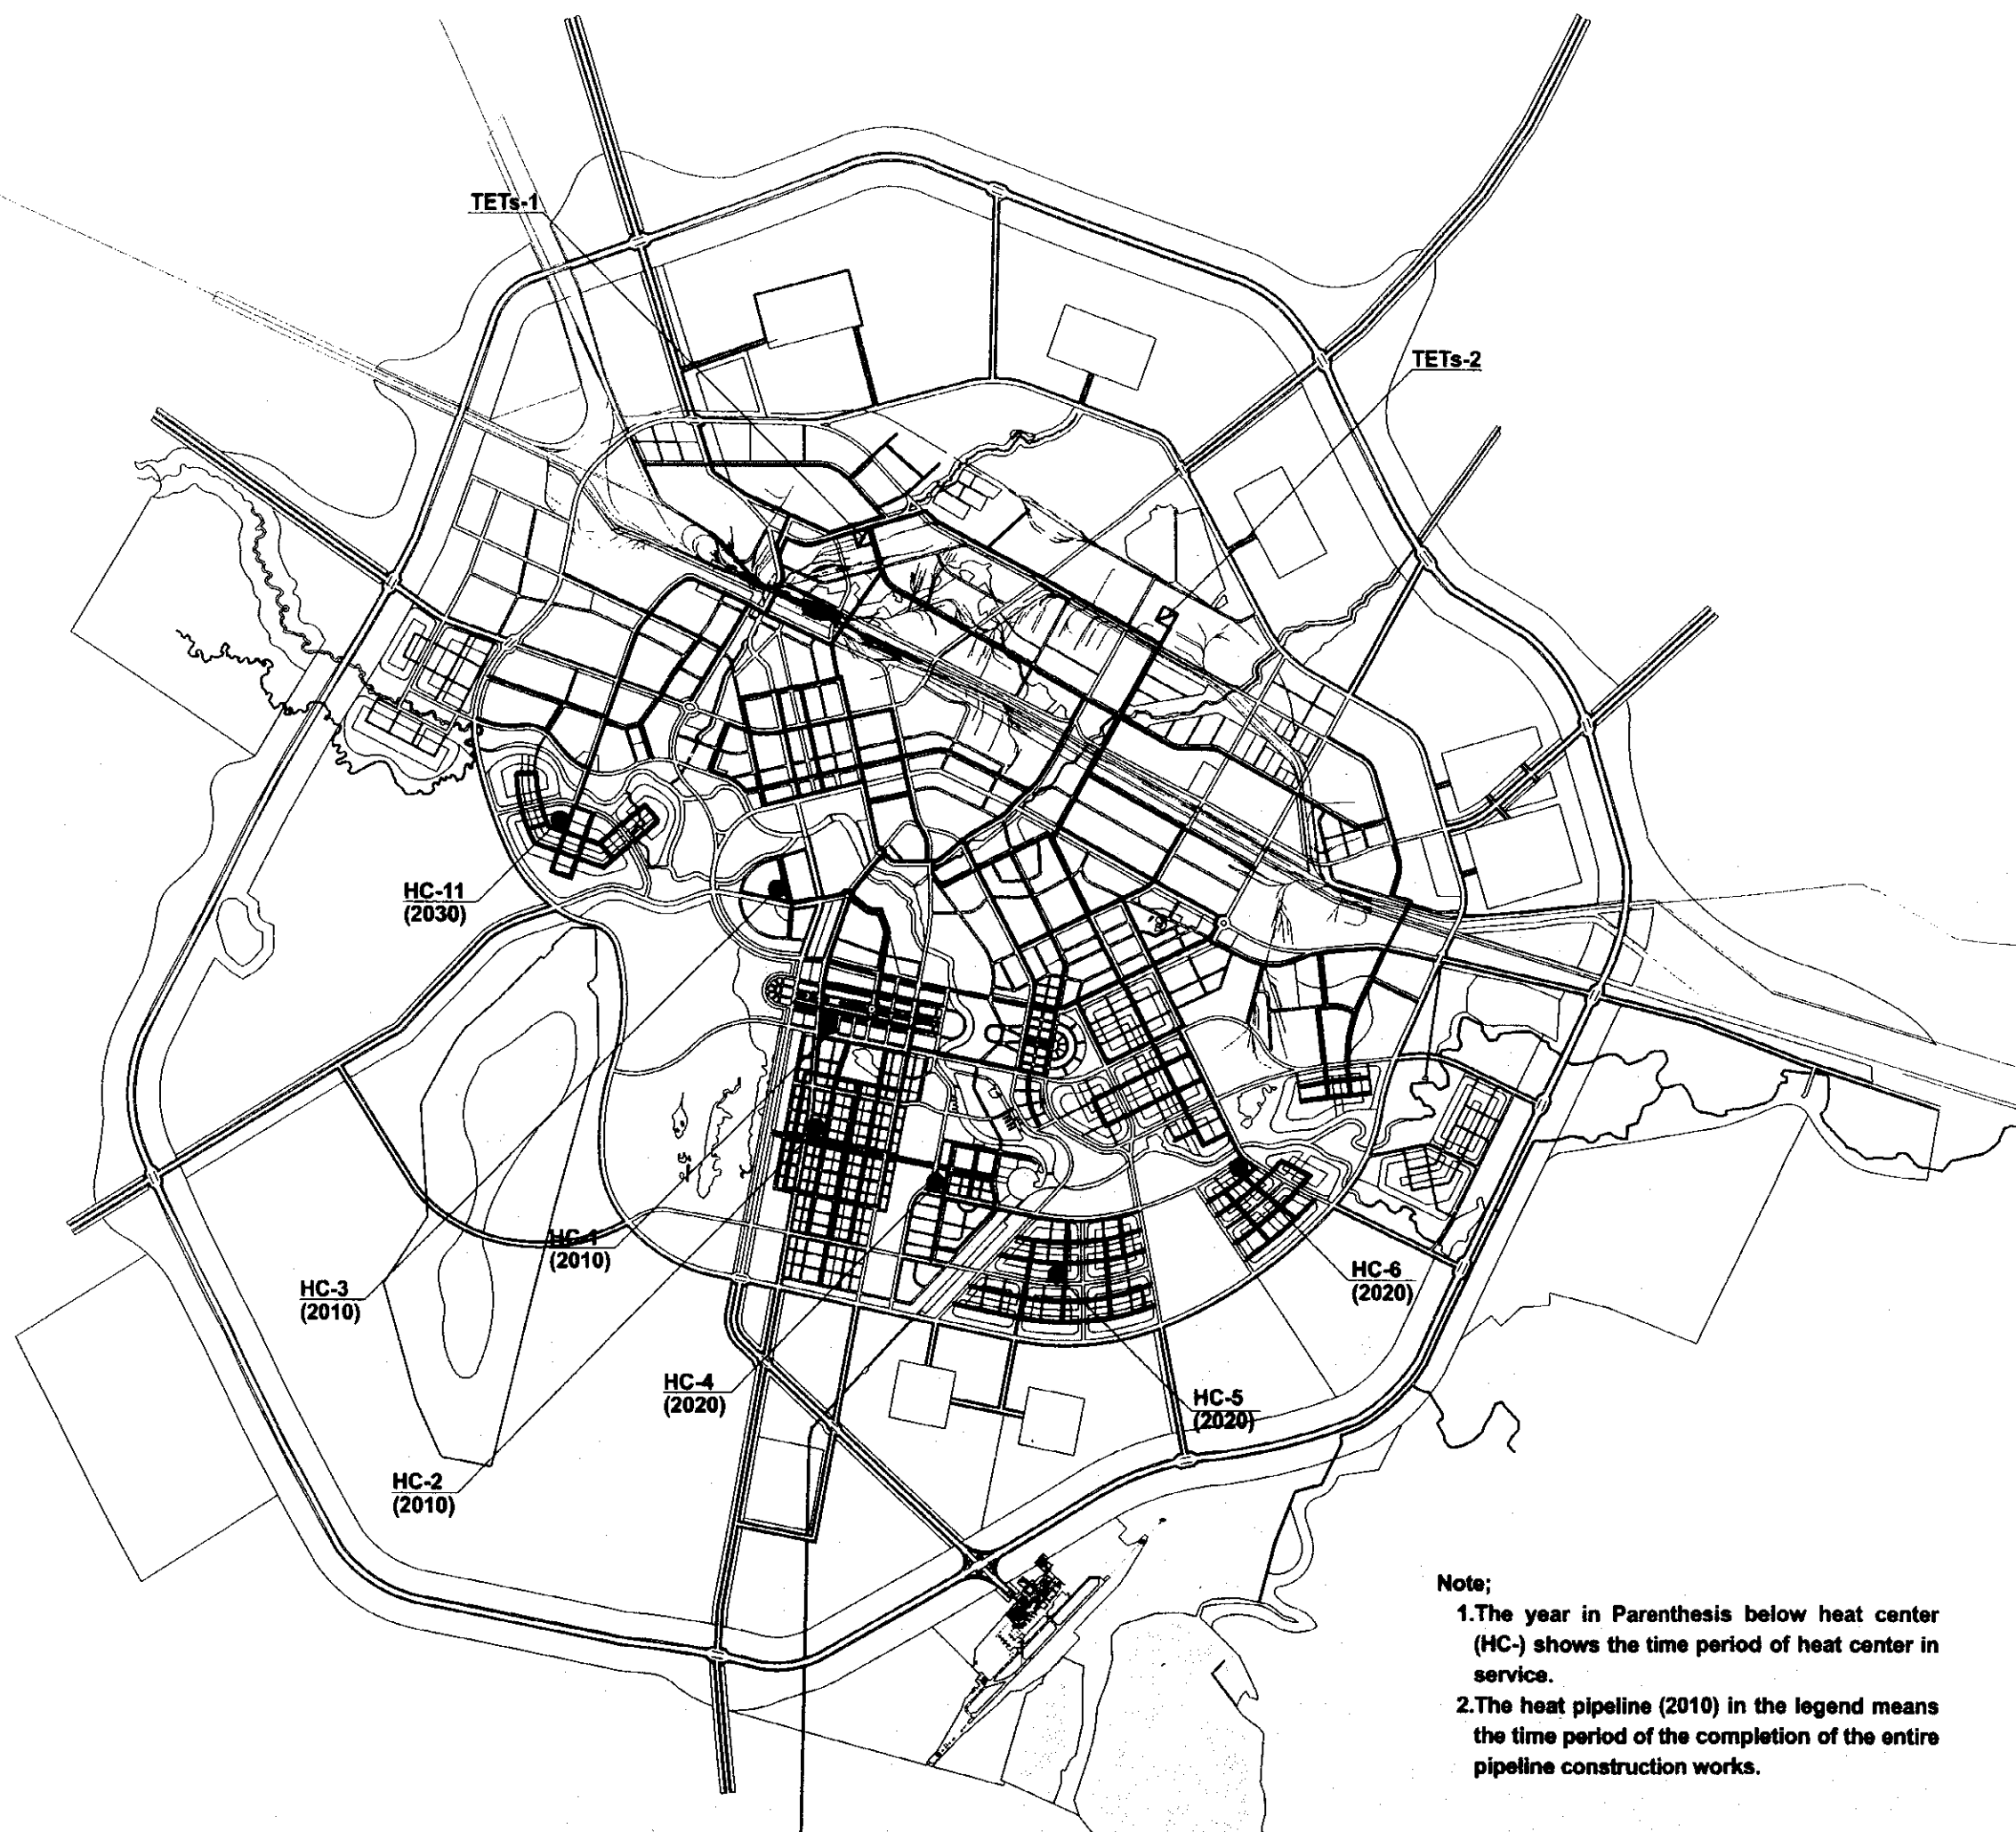 TETs-1
TETs-2
HC-11
(2030)
HC-1
(2010)
HC-3
(2010)
HC-6
(2020)
HC-4
(2020)
HC-5
(2020)
HC-2
(2010)
Note;
1.The year in Parenthesis below heat center
(HC-) shows the time period of heat center in
service.
2.The heat pipeline (2010) in the legend means
the time period of the completion of the entire
pipeline construction works.